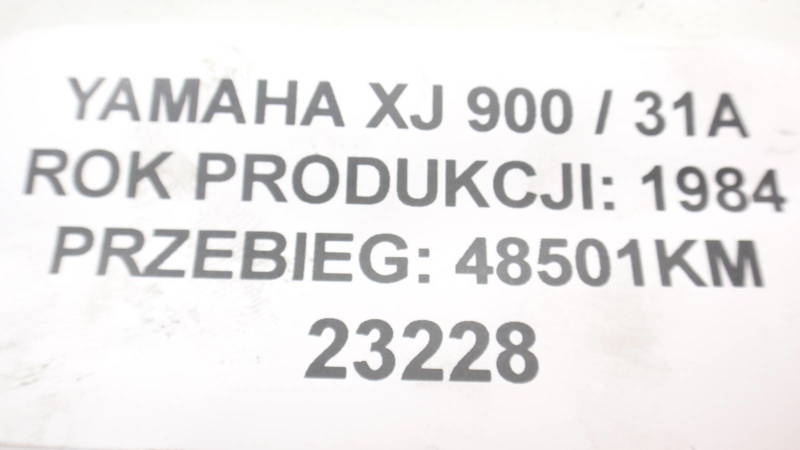 YAMAHA XJ 900 / 31A
ROK PRODUKCJI: 1984
PRZEBIEG: 48501KM
23228